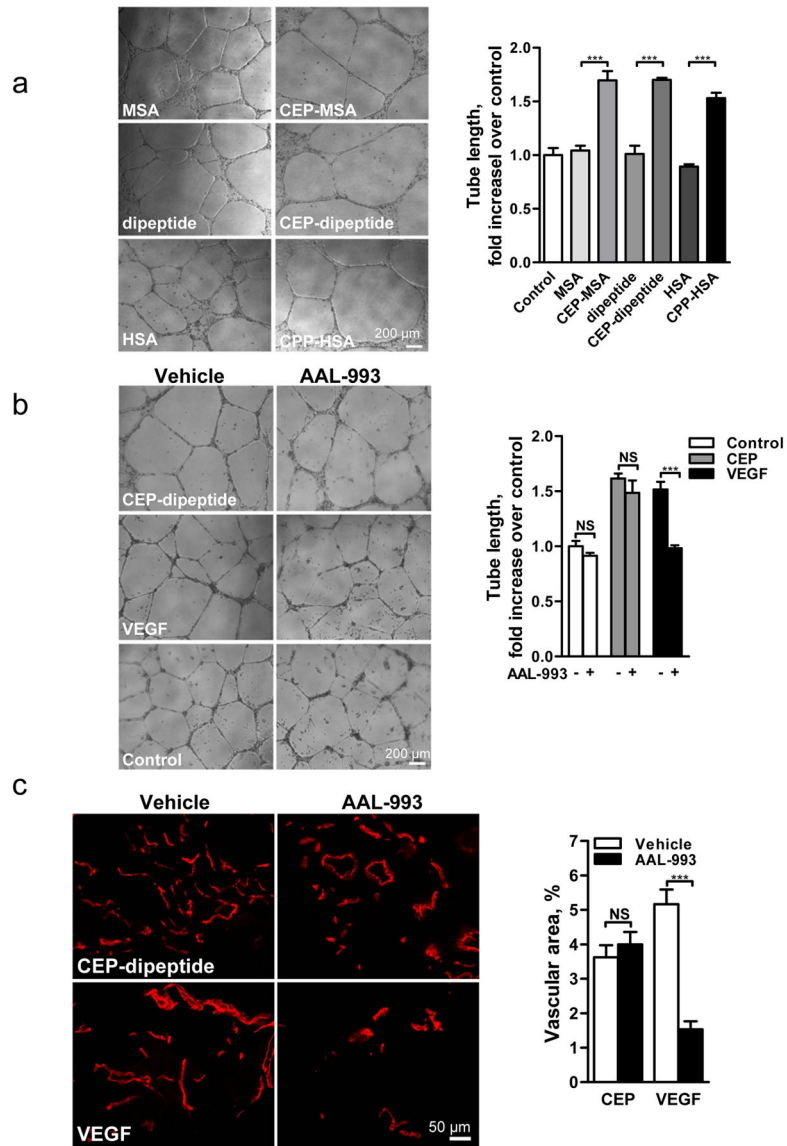 a
MSA
CEP-MSA
dipeptide
CEP-dipeptide
HSA
CPP-HSA
200 µm
Tube length,
fold increasel over control
2.0
1.5
1.0
0.5
0.0
***
***
***
Control
MSA
CEP-MSA
dipeptide
CEP-dipeptide
HSA
CPP-HSA
b
Vehicle
AAL-993
CEP-dipeptide
VEGF
Control
200 µm
Tube length,
fold increase over control
2.0
1.5
1.0
0.5
0.0
NS
NS
***
Control
CEP
VEGF
AAL-993
- + - + - +
c
Vehicle
AAL-993
CEP-dipeptide
VEGF
50 µm
Vascular area, %
7
6
5
4
3
2
1
0
Vehicle
AAL-993
NS
***
CEP
VEGF